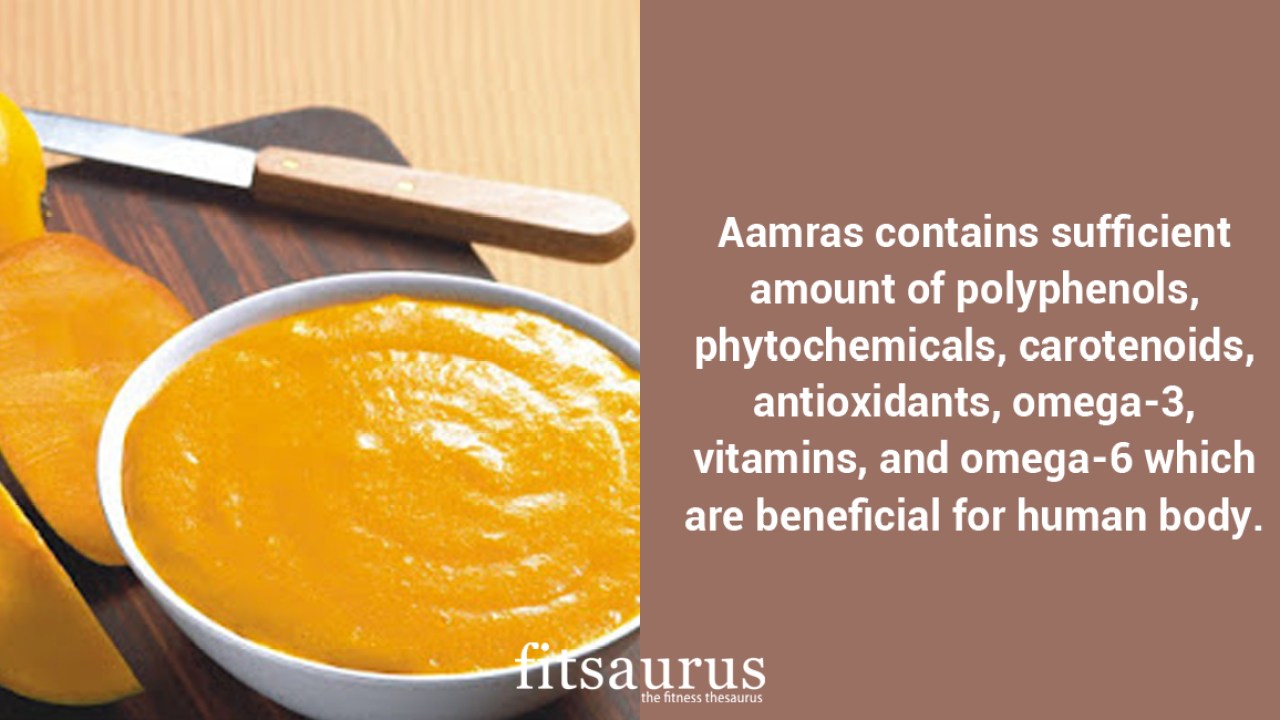 Aamras contains sufficient
amount of polyphenols,
phytochemicals, carotenoids,
antioxidants, omega-3,
vitamins, and omega-6 which
are beneficial for human body.
fitsaurus
the fitness thesaurus